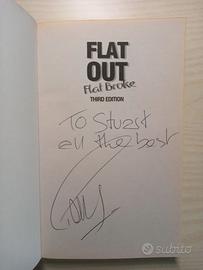 FLAT
OUT
Flat Broke
THIRD EDITION
To Stuart
all the best
subito